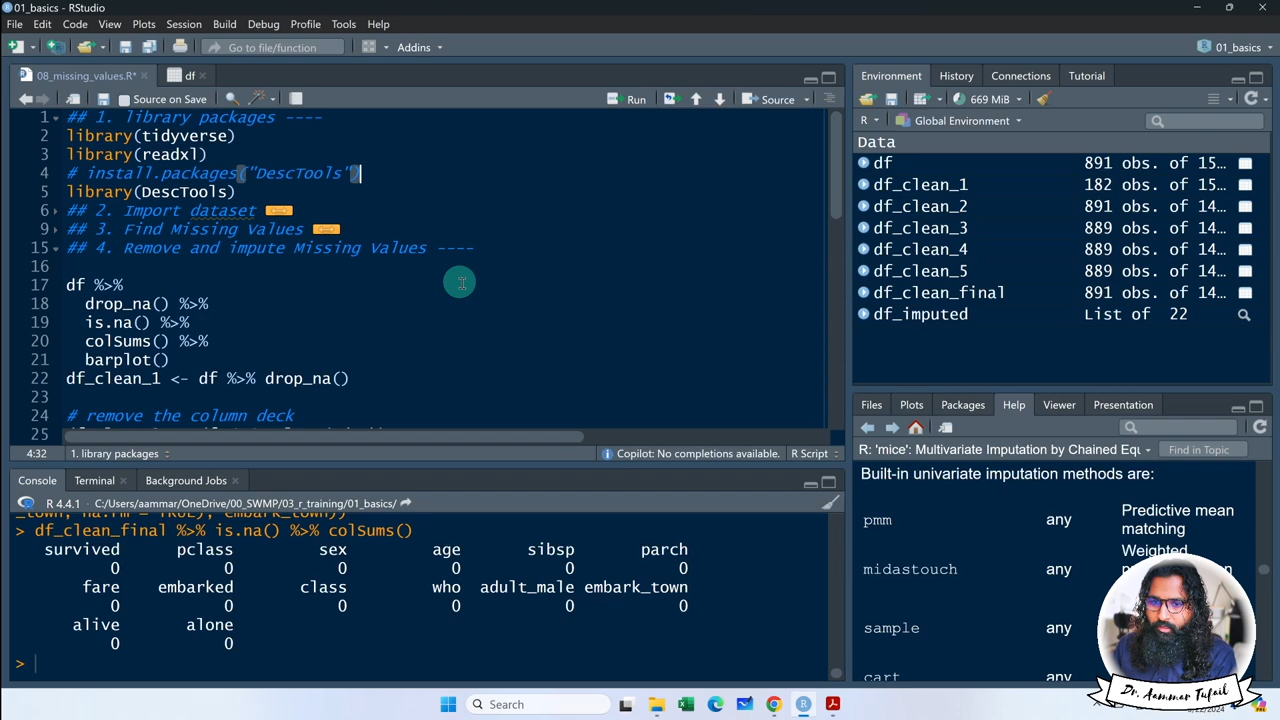 01_basics - RStudio
File Edit Code View Plots Session Build Debug Profile Tools Help
Go to file/function Addins 01_basics
08_missing_values.R* df
Source on Save Run Source
1 ## 1. library packages ----
2 library(tidyverse)
3 library(readxl)
4 # install.packages("DescTools")
5 library(DescTools)
6 ## 2. Import dataset
9 ## 3. Find Missing Values
15 ## 4. Remove and impute Missing Values ----
16
17 df %>%
18 drop_na() %>%
19 is.na() %>%
20 colSums() %>%
21 barplot()
22 df_clean_1 <- df %>% drop_na()
23
24 # remove the column deck
25
4:32 1. library packages Copilot: No completions available. R Script
Console Terminal Background Jobs
R 4.4.1 · C:/Users/aammar/OneDrive/00_SWMP/03_r_training/01_basics/
_town, na.rm = TRUE), embark_town))
> df_clean_final %>% is.na() %>% colSums()
survived pclass sex age sibsp parch
0 0 0 0 0 0
fare embarked class who adult_male embark_town
0 0 0 0 0 0
alive alone
0 0
>
Environment History Connections Tutorial
669 MiB
R Global Environment
Data
df 891 obs. of 15…
df_clean_1 182 obs. of 15…
df_clean_2 891 obs. of 14…
df_clean_3 889 obs. of 14…
df_clean_4 889 obs. of 14…
df_clean_5 889 obs. of 14…
df_clean_final 891 obs. of 14…
df_imputed List of 22
Files Plots Packages Help Viewer Presentation
R: 'mice': Multivariate Imputation by Chained Equ Find in Topic
Built-in univariate imputation methods are:
pmm any Predictive mean matching
midastouch any Weighted
sample any
cart any
Dr. Aammar Tufail
Search